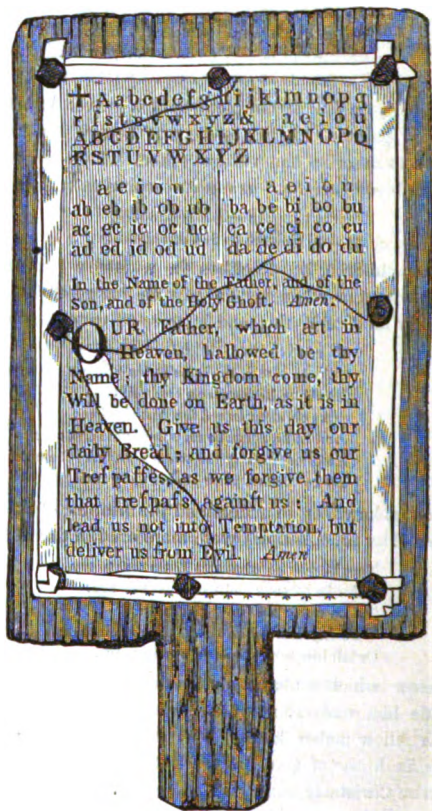 +Aabcdefghijklmnopq
rſstuvwxyz& aeiou
ABCDEFGHIJKLMNOPQ
RSTUVWXYZ
a e i o u a e i o u
ab eb ib ob ub ba be bi bo bu
ac ec ic oc uc ca ce ci co cu
ad ed id od ud da de di do du
In the Name of the Father, and of the
Son, and of the Holy Ghoſt. Amen.
OUR Father, which art in
Heaven, hallowed be thy
Name; thy Kingdom come, thy
Will be done on Earth, as it is in
Heaven. Give us this day our
daily Bread; and forgive us our
Treſpaſſes, as we forgive them
that treſpaſs againſt us: And
lead us not into Temptation, but
deliver us from Evil. Amen